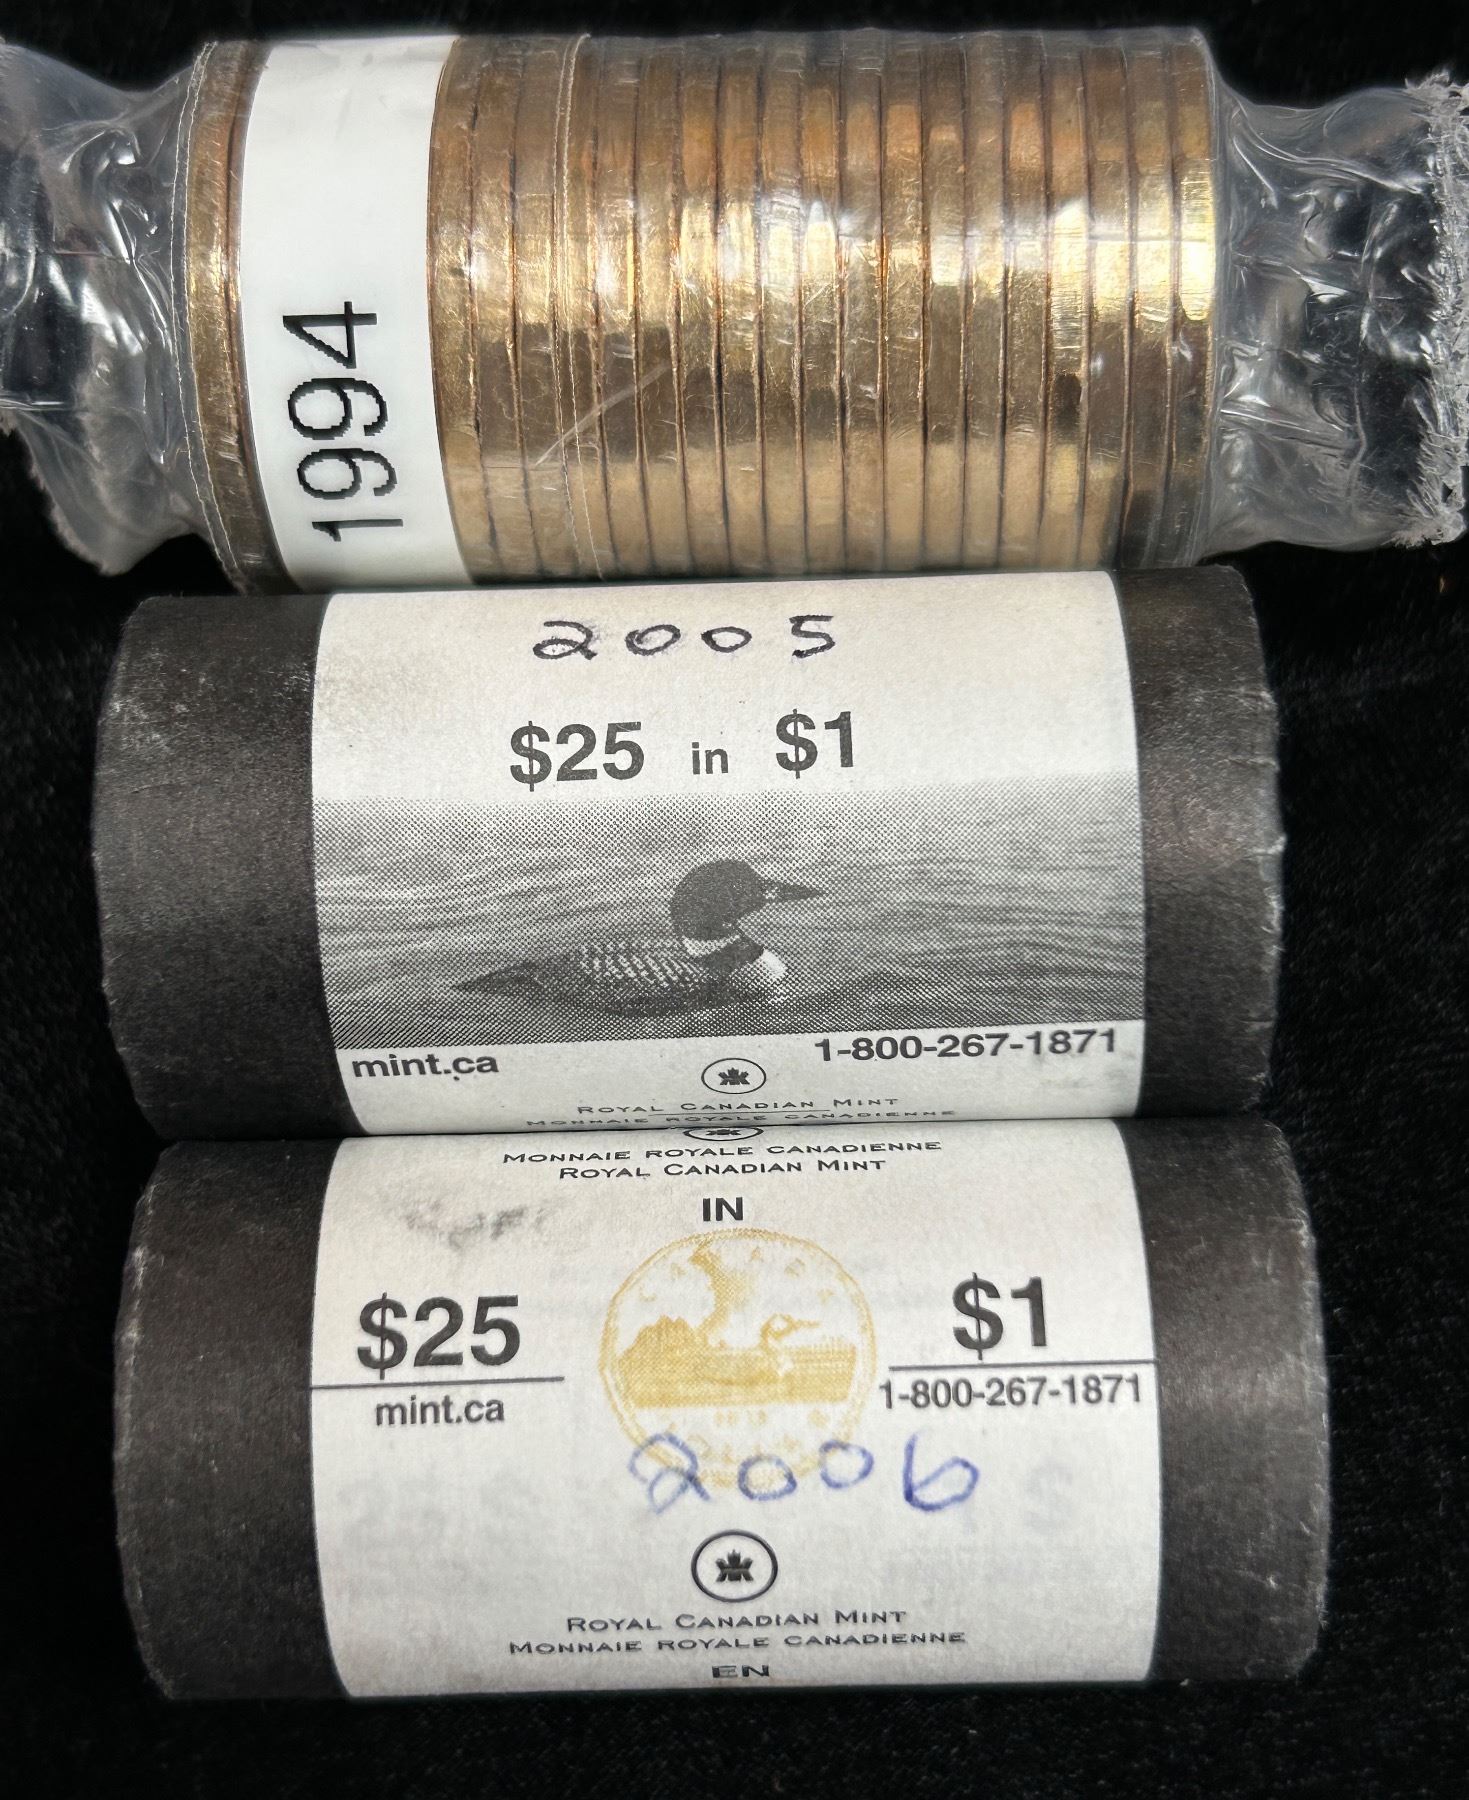 1994
2005
$25 in $1
mint.ca
1-800-267-1871
ROYAL CANADIAN MINT
MONNAIE ROYALE CANADIENNE
MONNAIE ROYALE CANADIENNE
ROYAL CANADIAN MINT
IN
$25
$1
mint.ca
1-800-267-1871
2006
ROYAL CANADIAN MINT
MONNAIE ROYALE CANADIENNE
EN